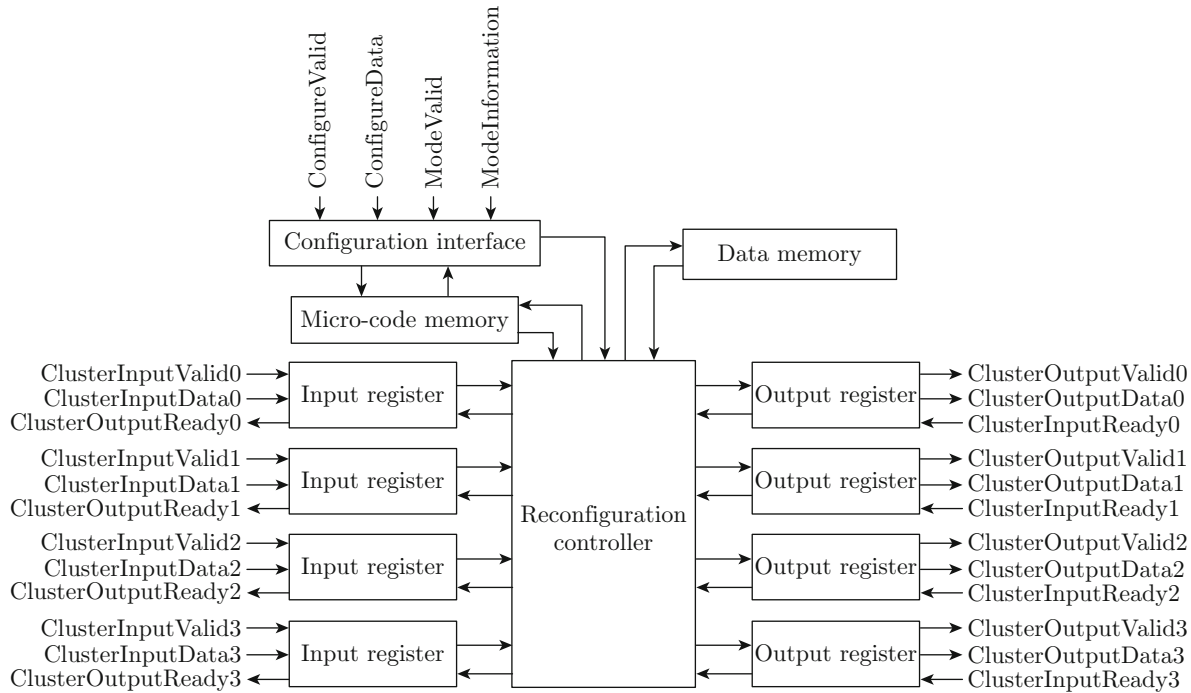 ConfigureValid
ConfigureData
ModeValid
ModeInformation
Configuration interface
Data memory
Micro-code memory
ClusterInputValid0
ClusterInputData0
ClusterOutputReady0
Input register
Output register
ClusterOutputValid0
ClusterOutputData0
ClusterInputReady0
ClusterInputValid1
ClusterInputData1
ClusterOutputReady1
Input register
Output register
ClusterOutputValid1
ClusterOutputData1
ClusterInputReady1
Reconfiguration
controller
ClusterInputValid2
ClusterInputData2
ClusterOutputReady2
Input register
Output register
ClusterOutputValid2
ClusterOutputData2
ClusterInputReady2
ClusterInputValid3
ClusterInputData3
ClusterOutputReady3
Input register
Output register
ClusterOutputValid3
ClusterOutputData3
ClusterInputReady3